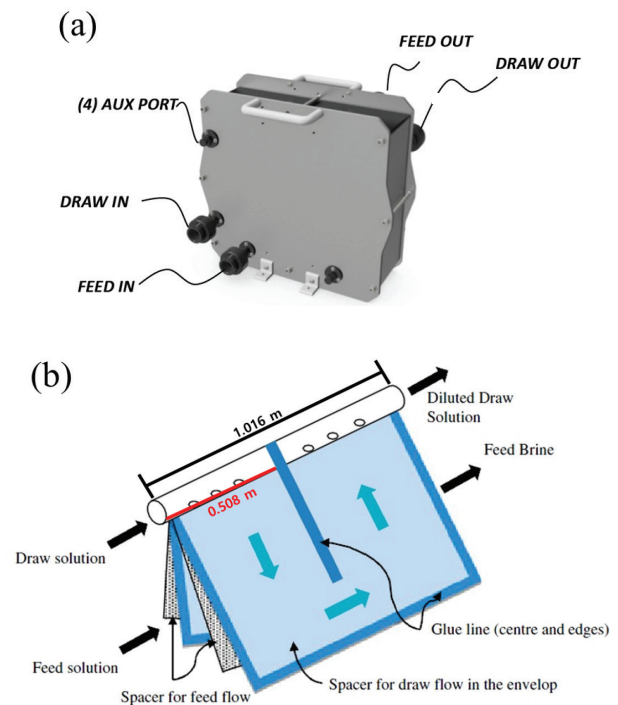 (a)
FEED OUT
DRAW OUT
(4) AUX PORT
DRAW IN
FEED IN
(b)
1.016 m
Diluted Draw
Solution
Feed Brine
0.508 m
Draw solution
Glue line (centre and edges)
Feed solution
Spacer for draw flow in the envelop
Spacer for feed flow